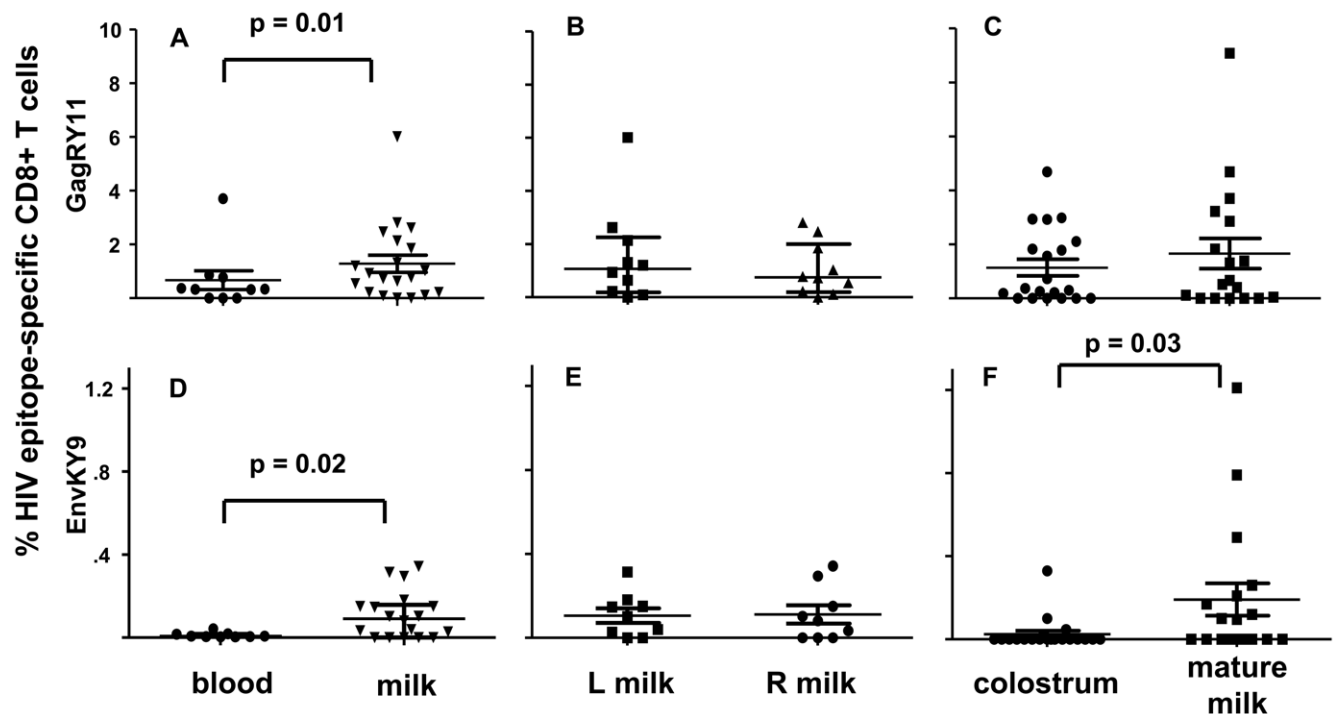 % HIV epitope-specific CD8+ T cells
GagRY11
10
8
6
4
2
A
p = 0.01
B
C
EnvKY9
1.2
.8
.4
D
p = 0.02
E
F
p = 0.03
blood
milk
L milk
R milk
colostrum
mature
milk